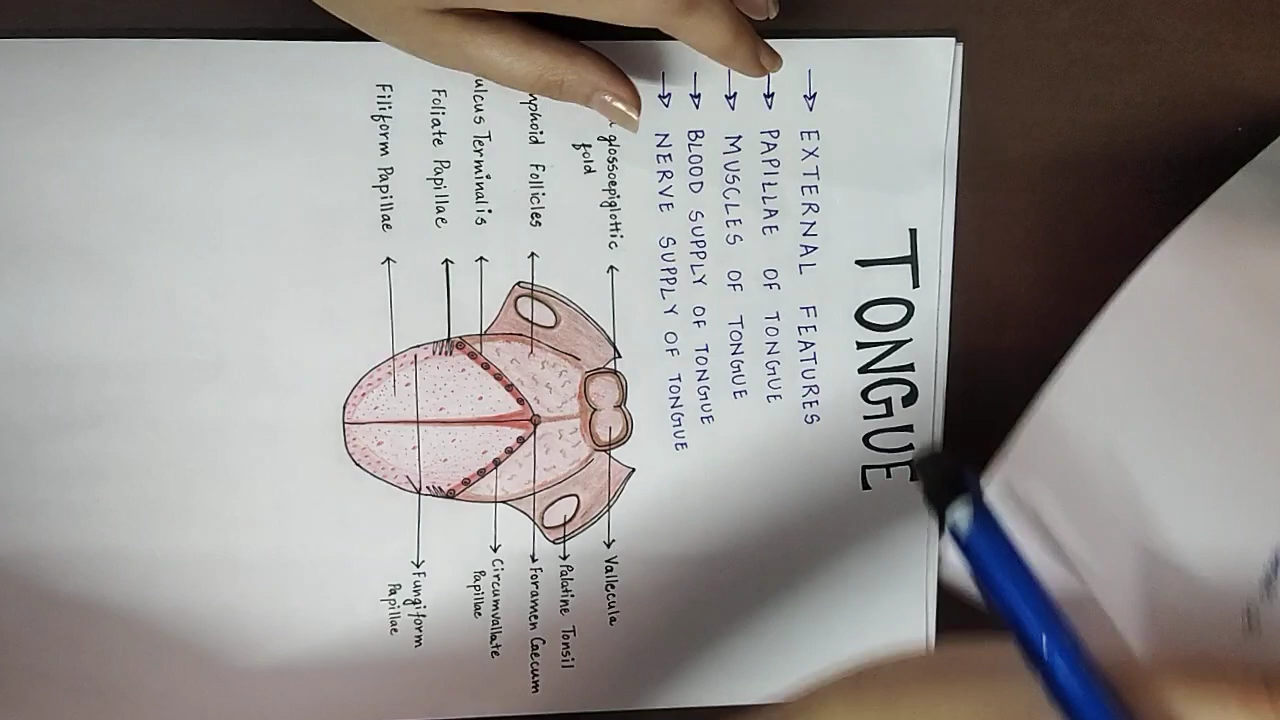 TONGUE
→ EXTERNAL FEATURES
→ PAPILLAE OF TONGUE
→ MUSCLES OF TONGUE
→ BLOOD SUPPLY OF TONGUE
→ NERVE SUPPLY OF TONGUE
glossoepiglottic
fold
Follicles
Terminalis
Foliate Papillae
Filiform Papillae
Vallecula
Palatine Tonsil
Foramen Caecum
Circumvallate
Papillae
Fungiform
Papillae